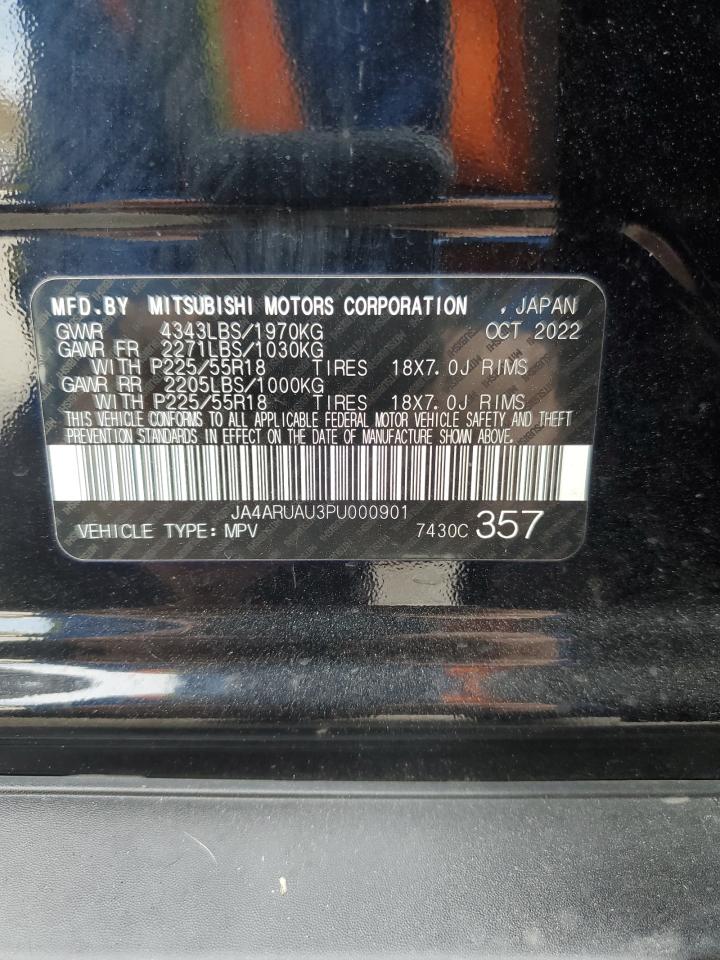 MFD.BY MITSUBISHI MOTORS CORPORATION , JAPAN
GVWR 4343LBS/1970KG OCT 2022
GAWR FR 2271LBS/1030KG
WITH P225/55R18 TIRES 18X7.0J RIMS
GAWR RR 2205LBS/1000KG
WITH P225/55R18 TIRES 18X7.0J RIMS
THIS VEHICLE CONFORMS TO ALL APPLICABLE FEDERAL MOTOR VEHICLE SAFETY AND THEFT
PREVENTION STANDARDS IN EFFECT ON THE DATE OF MANUFACTURE SHOWN ABOVE.
JA4ARUAU3PU000901
VEHICLE TYPE: MPV 7430C 357